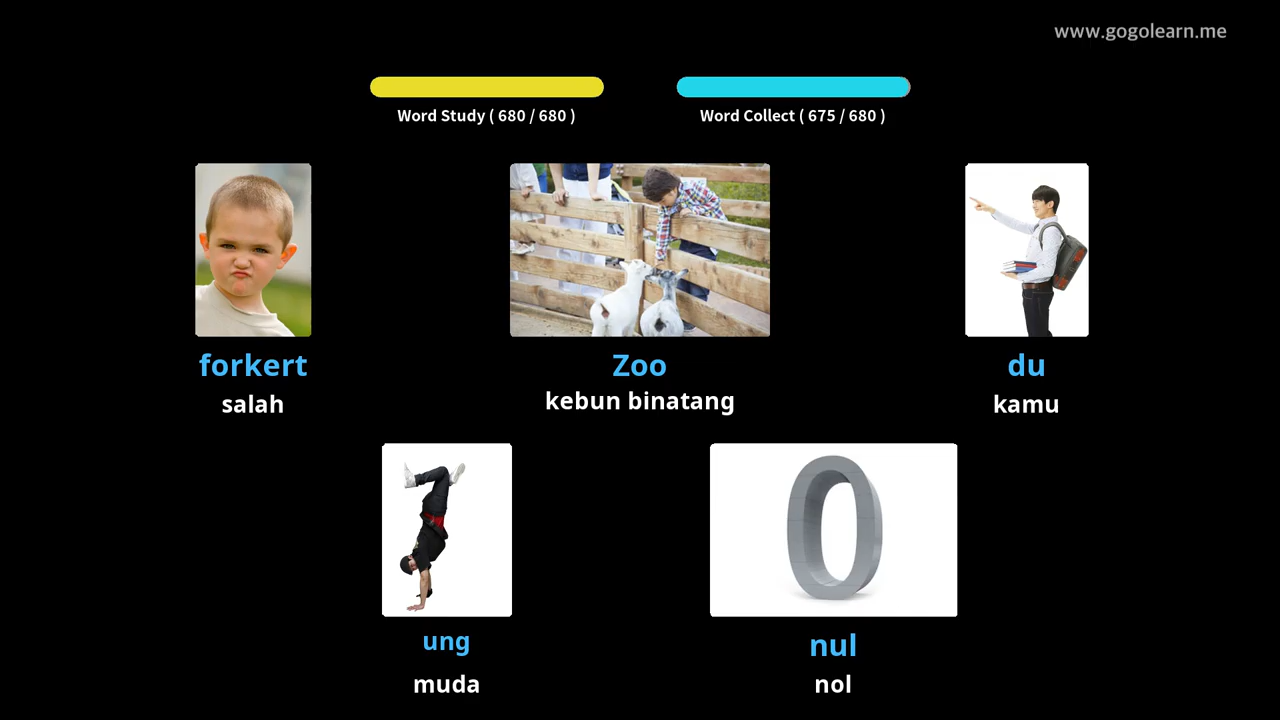 www.gogolearn.me
Word Study ( 680 / 680 )
Word Collect ( 675 / 680 )
forkert
salah
Zoo
kebun binatang
du
kamu
ung
muda
0
nul
nol